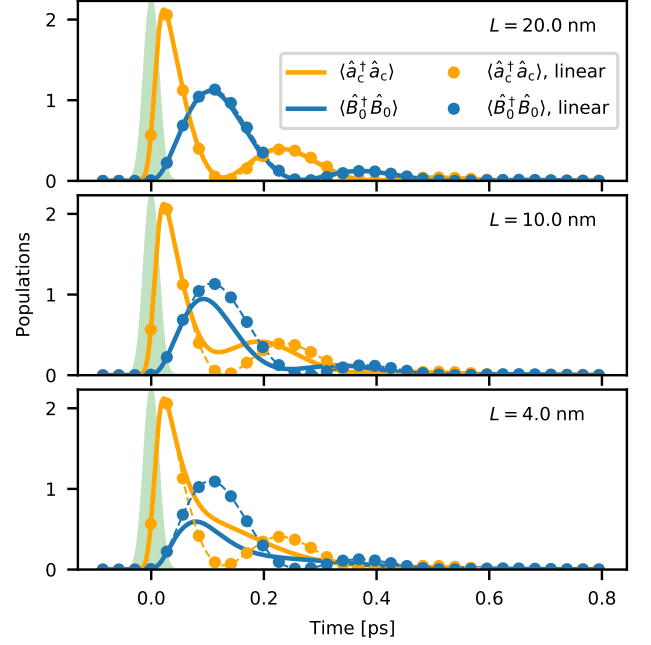 L = 20.0 nm
⟨â_c^† â_c⟩
⟨B̂_0^† B̂_0⟩
⟨â_c^† â_c⟩, linear
⟨B̂_0^† B̂_0⟩, linear
2
1
0
L = 10.0 nm
2
1
0
Populations
L = 4.0 nm
2
1
0
0.0 0.2 0.4 0.6 0.8
Time [ps]